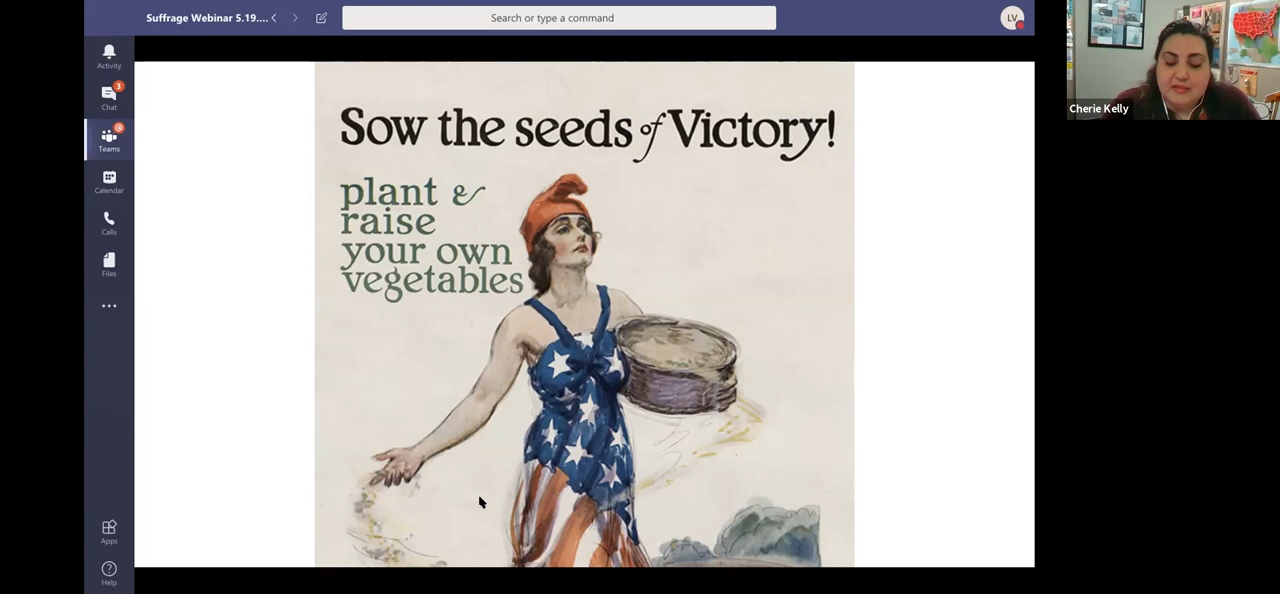 Suffrage Webinar 5.19....
Search or type a command
LV
Activity
3
Chat
Teams
Calendar
Calls
Files
Apps
Help
Sow the seeds of Victory!
plant &
raise
your own
vegetables
Cherie Kelly